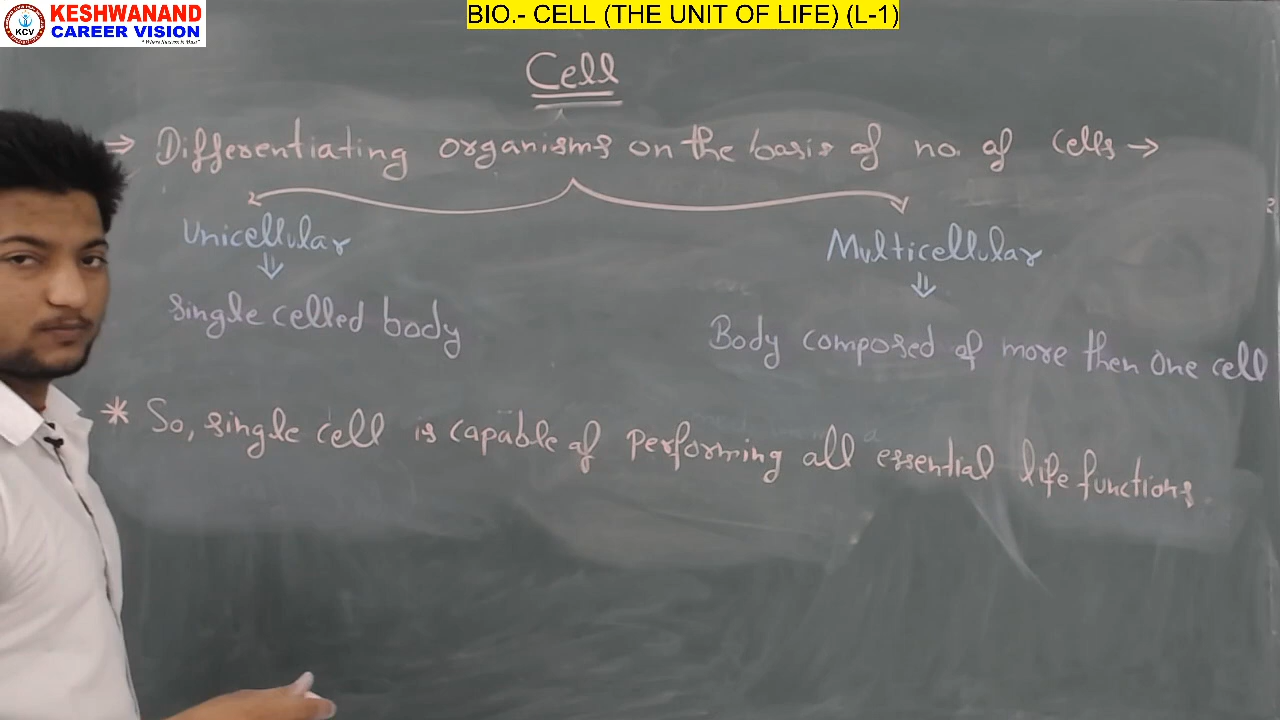 KESHWANAND
CAREER VISION
KCV
BIO.- CELL (THE UNIT OF LIFE) (L-1)
Cell
⇒ Differentiating organisms on the basis of no. of cells →
Unicellular
Multicellular
⇓
⇓
Single celled body
Body composed of more then one cell
* So, single cell is capable of performing all essential life functions.